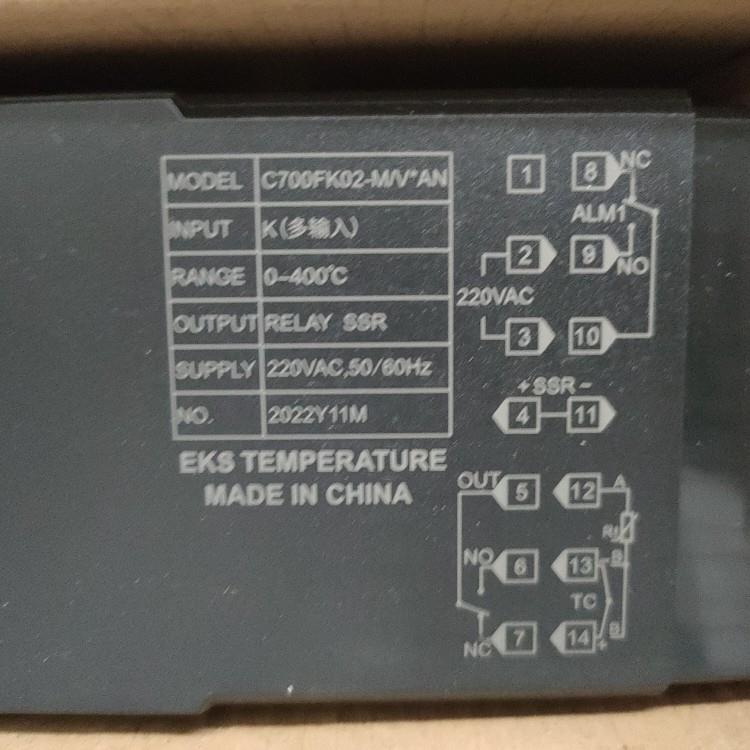 MODEL C700FK02-M/V*AN
INPUT K(多输入)
RANGE 0-400℃
OUTPUT RELAY SSR
SUPPLY 220VAC,50/60Hz
NO. 2022Y11M
EKS TEMPERATURE
MADE IN CHINA
1 8 NC
ALM1
2 9 NO
220VAC
3 10
+SSR-
4 11
OUT 5 12 A
NO 6 13 - B
TC
NC 7 14 + B